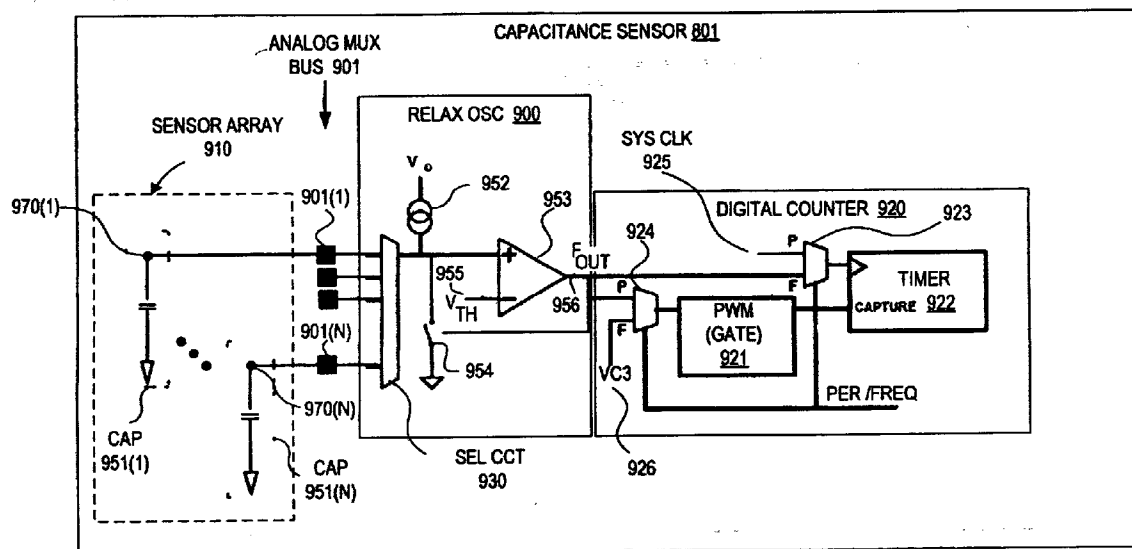 CAPACITANCE SENSOR 801
ANALOG MUX
BUS 901
RELAX OSC 900
SENSOR ARRAY
910
SYS CLK
925
V
952
953
970(1)
901(1)
DIGITAL COUNTER 920
923
924
P
F
OUT
TIMER
922
955
V
TH
956
P
F
CAPTURE
PWM
(GATE)
921
901(N)
954
F
VC3
PER /FREQ
970(N)
CAP
951(1)
CAP
951(N)
SEL CCT
930
926